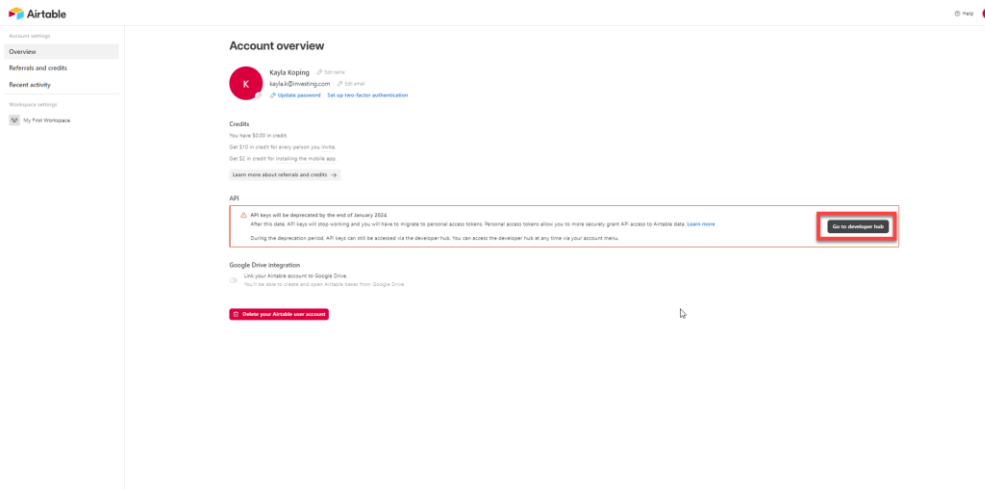 Airtable
Help
Account settings
Overview
Referrals and credits
Recent activity
Workspace settings
My First Workspace
Account overview
K
Kayla Koping Edit name
kayla.k@investing.com Edit email
Update password Set up two-factor authentication
Credits
You have $0.00 in credit.
Get $10 in credit for every person you invite.
Get $2 in credit for installing the mobile app.
Learn more about referrals and credits →
API
API keys will be deprecated by the end of January 2024
After this date, API keys will stop working and you will have to migrate to personal access tokens. Personal access tokens allow you to more securely grant API access to Airtable data. Learn more
During the deprecation period, API keys can still be accessed via the developer hub. You can access the developer hub at any time via your account menu.
Go to developer hub
Google Drive integration
Link your Airtable account to Google Drive.
You'll be able to create and open Airtable bases from Google Drive
Delete your Airtable user account